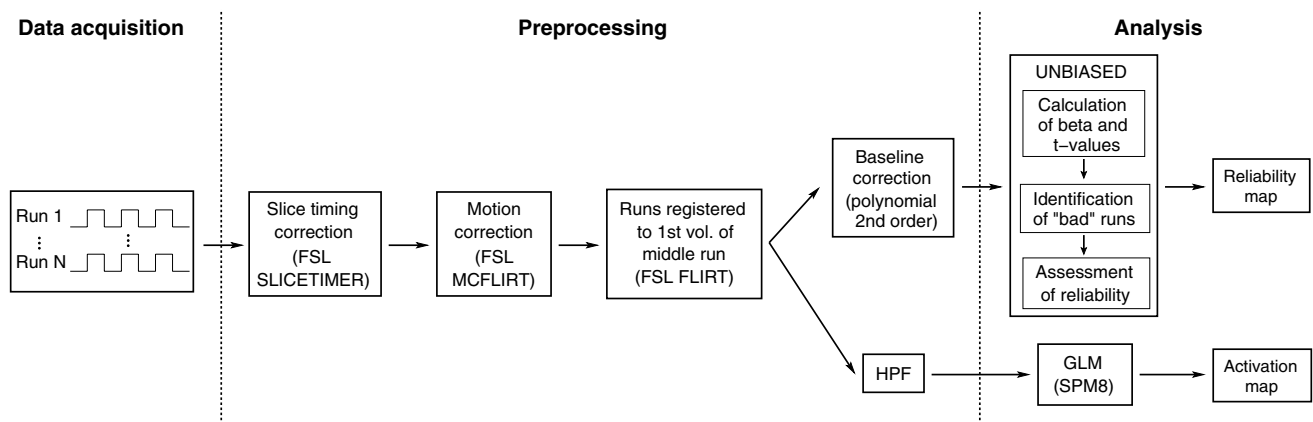 Data acquisition
Preprocessing
Analysis
Run 1
Run N
Slice timing
correction
(FSL
SLICETIMER)
Motion
correction
(FSL
MCFLIRT)
Runs registered
to 1st vol. of
middle run
(FSL FLIRT)
Baseline
correction
(polynomial
2nd order)
HPF
UNBIASED
Calculation
of beta and
t−values
Identification
of "bad" runs
Assessment
of reliability
Reliability
map
GLM
(SPM8)
Activation
map